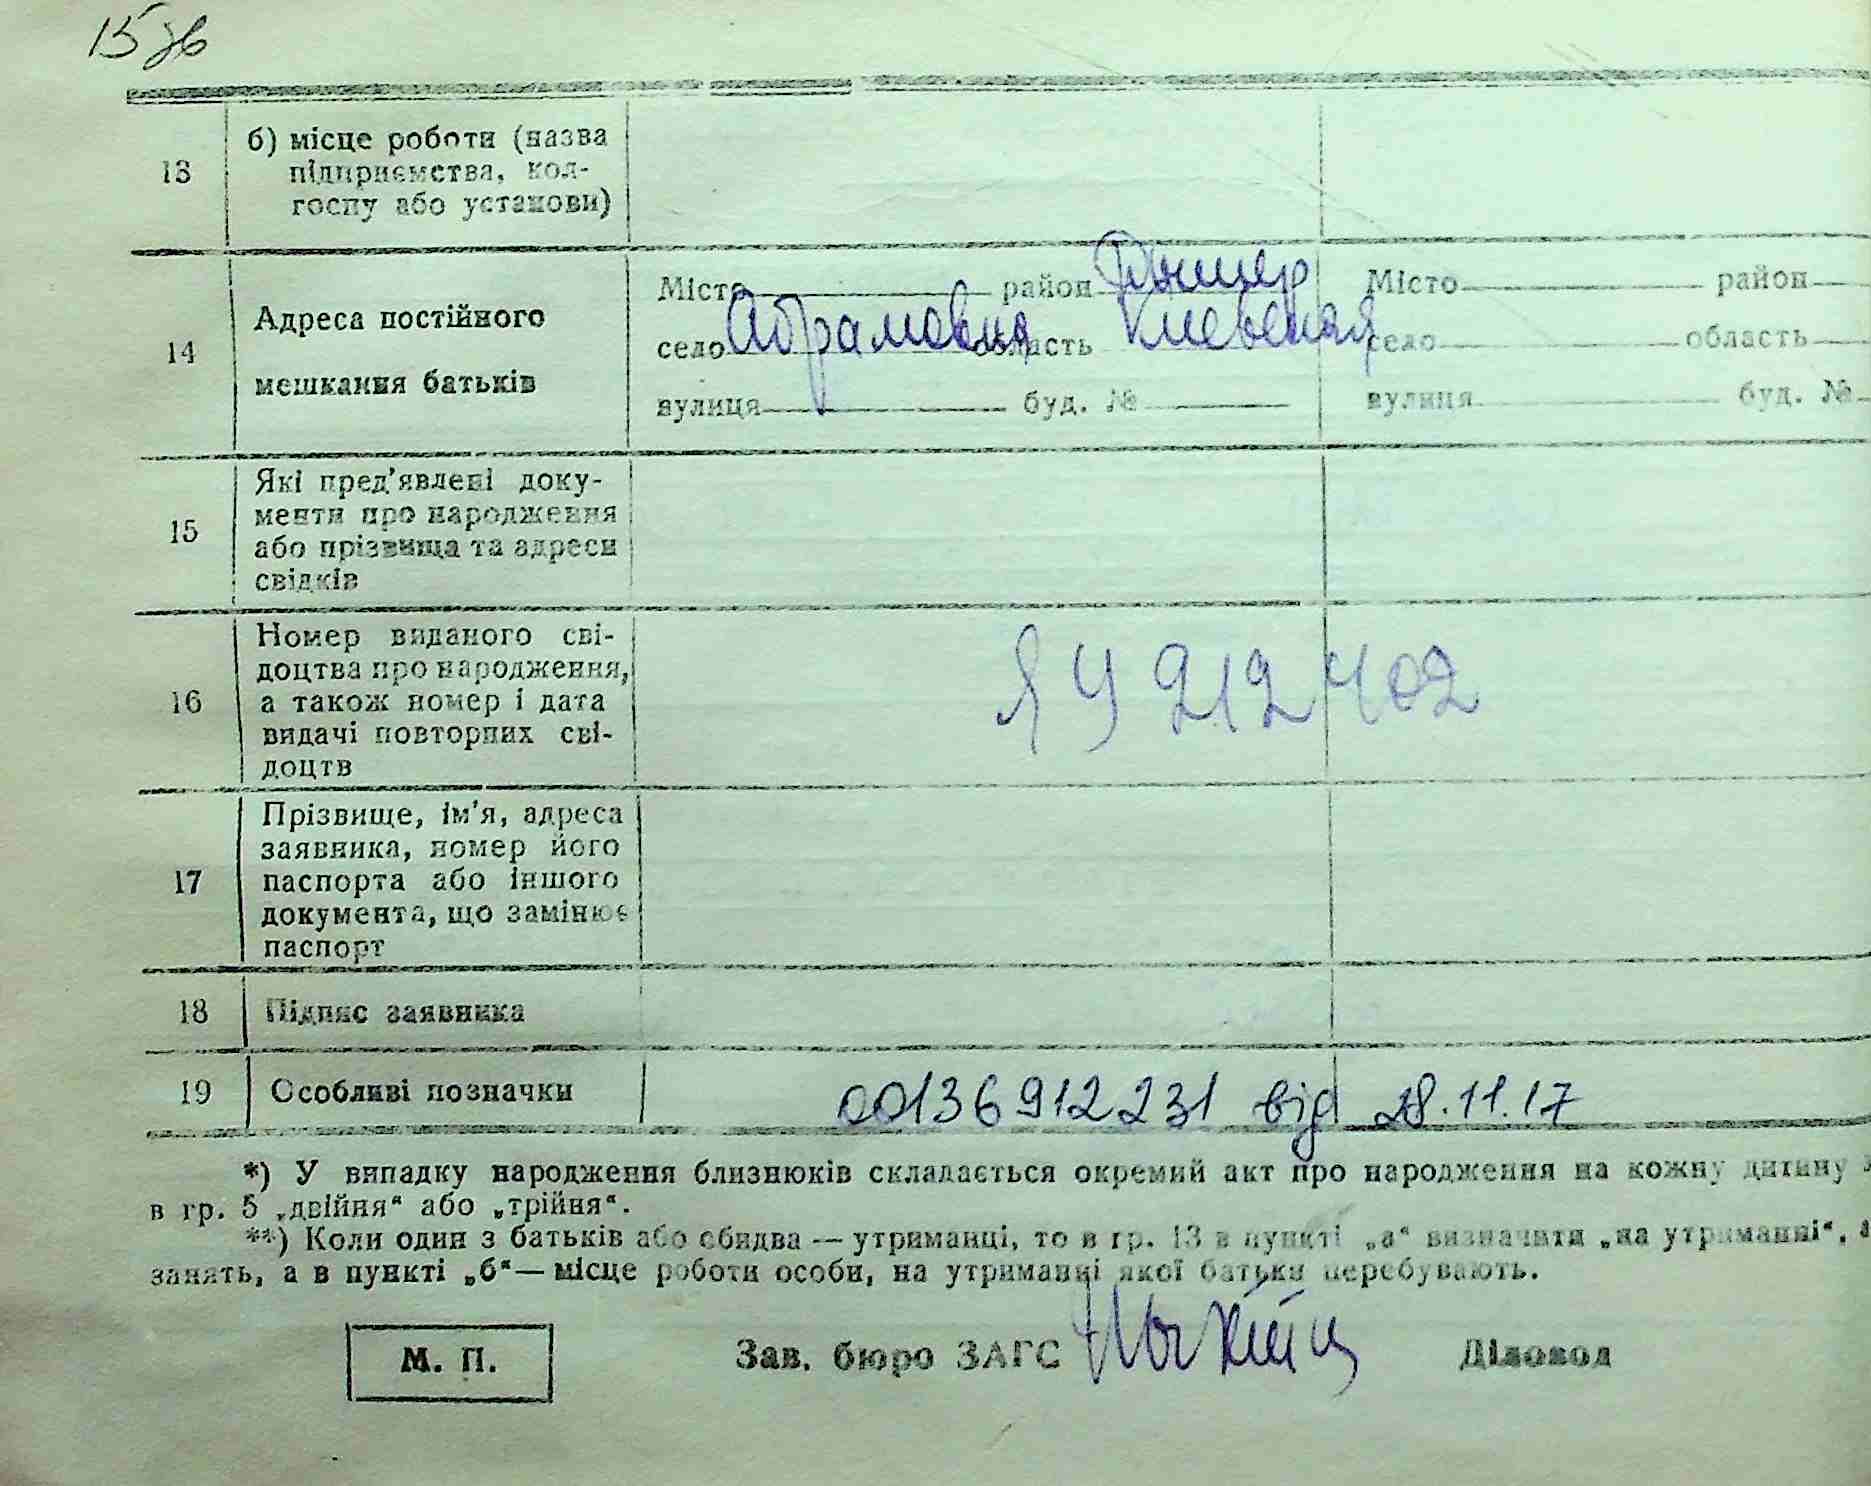 15 зв
13
б) місце роботи (назва
підприємства, кол-
госпу або установи)
14
Адреса постійного
мешкання батьків
Місто район Димер Місто район
село Абрамовка область Киевская село область
вулиця буд. № вулиця буд. №
15
Які пред'явлені доку-
менти про народження
або прізвища та адреси
свідків
16
Номер виданого сві-
доцтва про народження,
а також номер і дата
видачі повторних сві-
доцтв
ЯЧ 212402
17
Прізвище, ім'я, адреса
заявника, номер його
паспорта або іншого
документа, що замінює
паспорт
18 Підпис заявника
19 Особливі позначки 00136912231 від 28.11.17
*) У випадку народження близнюків складається окремий акт про народження на кожну дитину
в гр. 5 „двійня“ або „трійня“.
**) Коли один з батьків або обидва — утриманці, то в гр. 13 в пункті „а“ визначати „на утриманні“,
занять, а в пункті „б“ — місце роботи особи, на утриманні якої батьки перебувають.
М. П. Зав. бюро ЗАГС Діловод